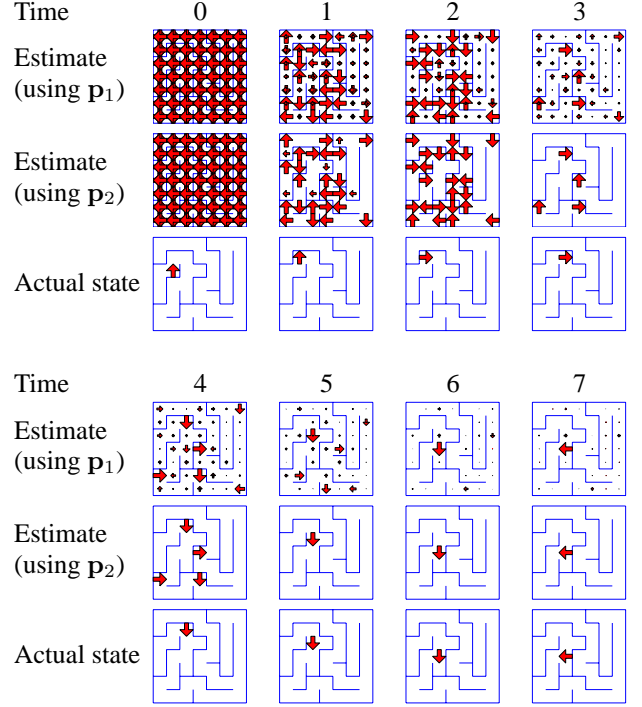 Time 0 1 2 3
Estimate
(using p₁)
Estimate
(using p₂)
Actual state
Time 4 5 6 7
Estimate
(using p₁)
Estimate
(using p₂)
Actual state